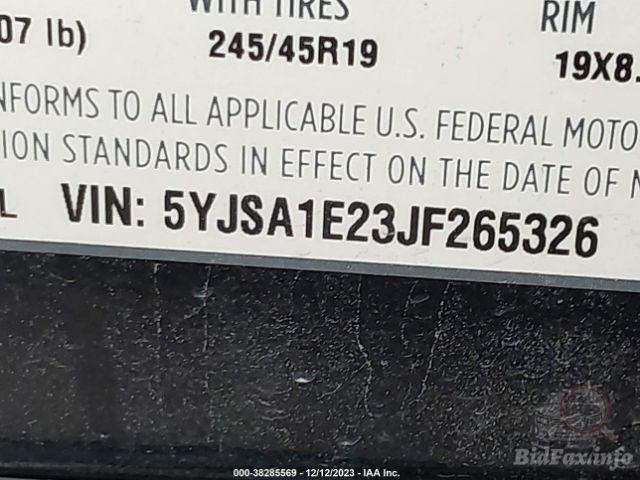 WITH TIRES RIM
07 lb) 245/45R19 19X8.
NFORMS TO ALL APPLICABLE U.S. FEDERAL MOTO
ION STANDARDS IN EFFECT ON THE DATE OF
L VIN: 5YJSA1E23JF265326
BidFax.info
000-38285569 - 12/12/2023 - IAA Inc.